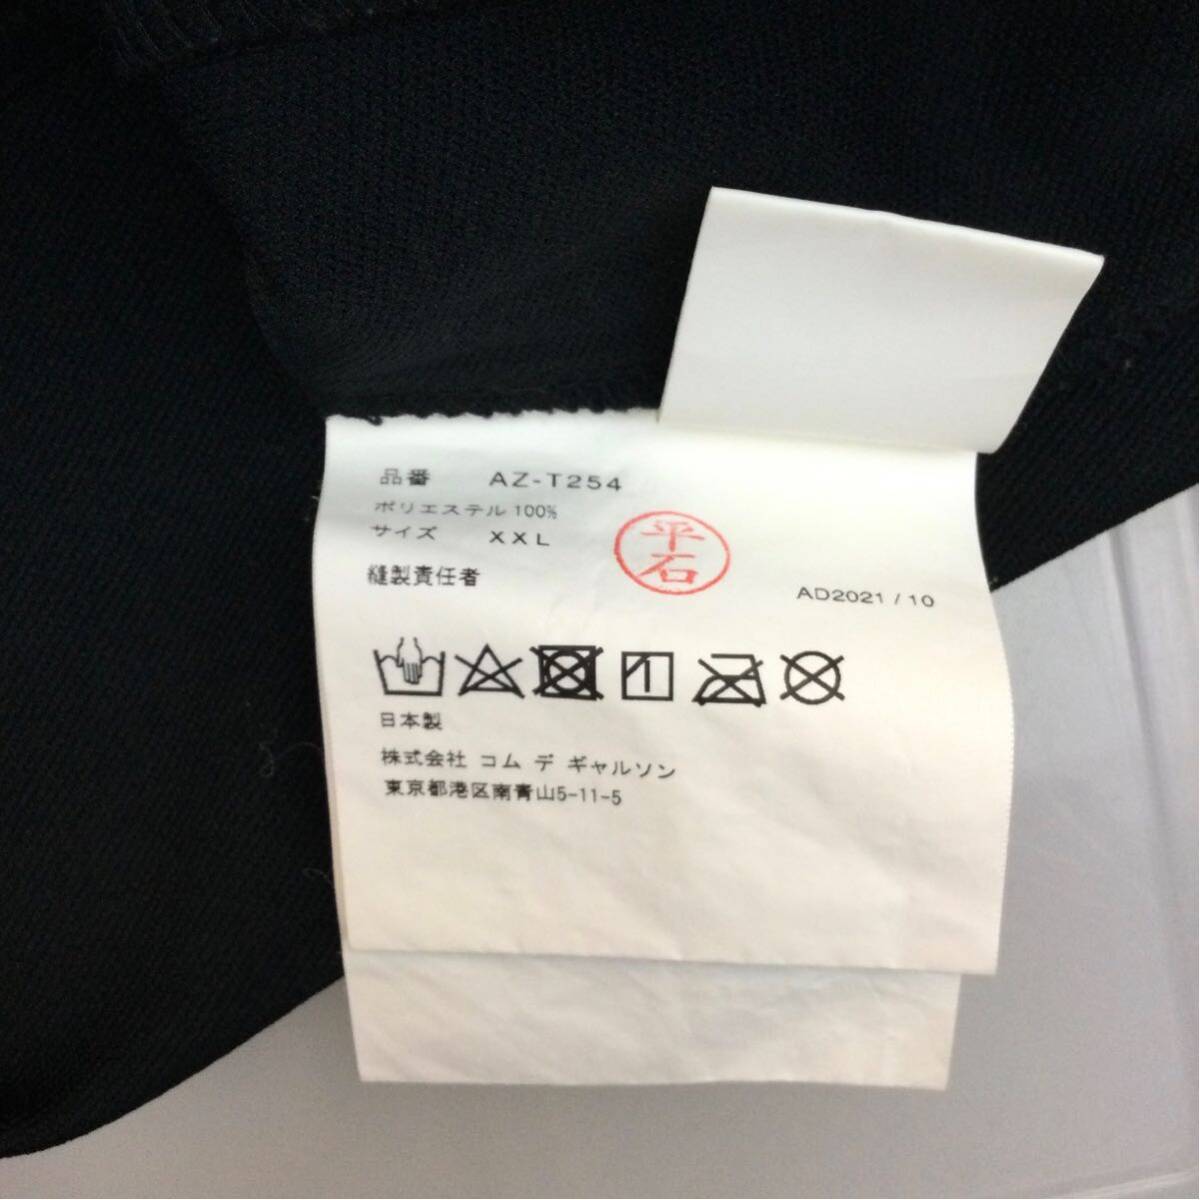 品番 AZ-T254
ポリエステル 100%
サイズ XXL
縫製責任者 平石
AD2021 / 10
日本製
株式会社 コム デ ギャルソン
東京都港区南青山5-11-5